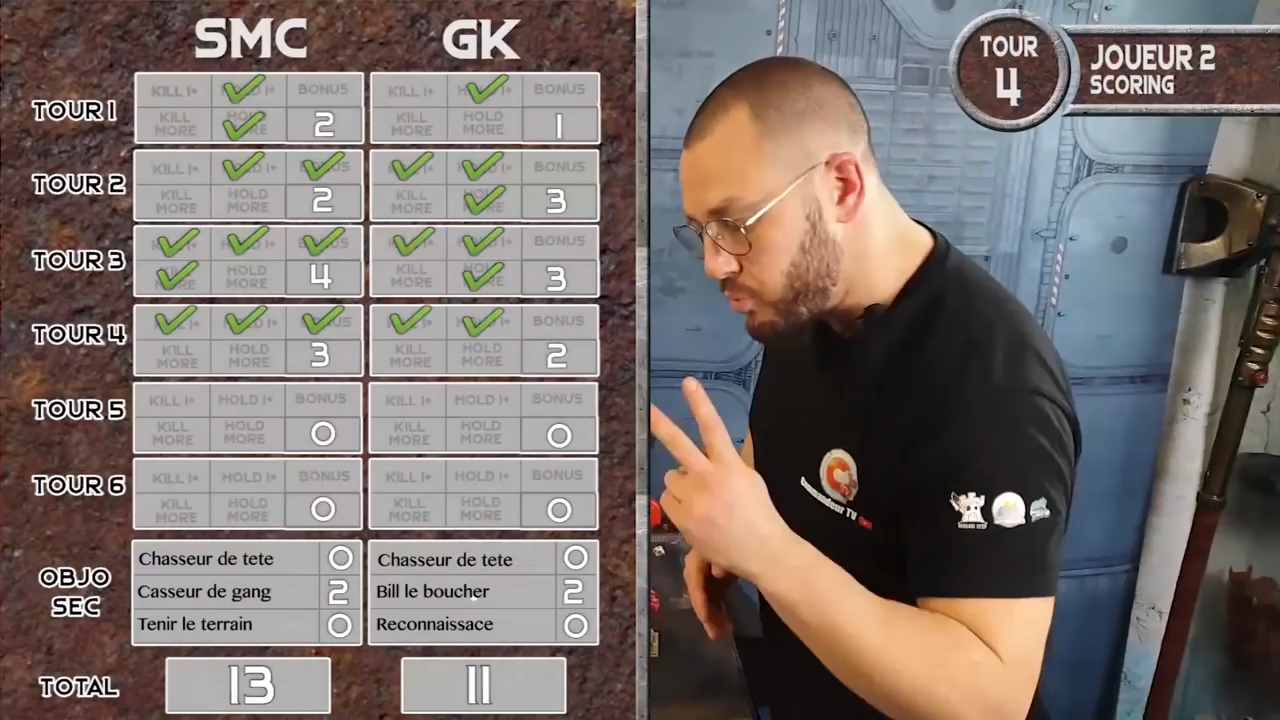 SMC GK
TOUR 1
KILL 1+ BONUS KILL 1+ BONUS
KILL MORE 2 KILL MORE HOLD MORE 1
TOUR 2
KILL 1+ BONUS
KILL MORE HOLD MORE 2 KILL MORE 3
TOUR 3
BONUS
HOLD MORE 4 KILL MORE 3
TOUR 4
BONUS
KILL MORE HOLD MORE 3 KILL MORE HOLD MORE 2
TOUR 5
KILL 1+ HOLD 1+ BONUS KILL 1+ HOLD 1+ BONUS
KILL MORE HOLD MORE 0 KILL MORE HOLD MORE 0
TOUR 6
KILL 1+ HOLD 1+ BONUS KILL 1+ HOLD 1+ BONUS
KILL MORE HOLD MORE 0 KILL MORE HOLD MORE 0
OBJO SEC
Chasseur de tete 0 Chasseur de tete 0
Casseur de gang 2 Bill le boucher 2
Tenir le terrain 0 Reconnaissace 0
TOTAL 13 11
TOUR
4
JOUEUR 2
SCORING
Commandeur TV